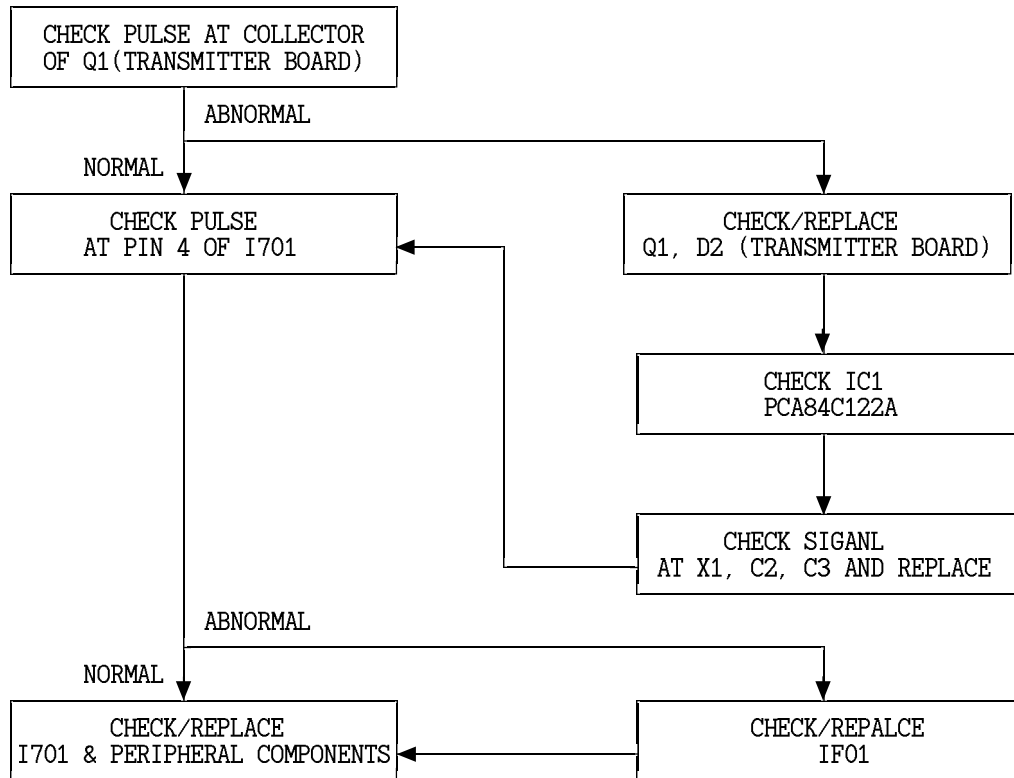 CHECK PULSE AT COLLECTOR
OF Q1(TRANSMITTER BOARD)
ABNORMAL
NORMAL
CHECK PULSE
AT PIN 4 OF I701
CHECK/REPLACE
Q1, D2 (TRANSMITTER BOARD)
CHECK IC1
PCA84C122A
CHECK SIGANL
AT X1, C2, C3 AND REPLACE
ABNORMAL
NORMAL
CHECK/REPLACE
I701 & PERIPHERAL COMPONENTS
CHECK/REPALCE
IF01